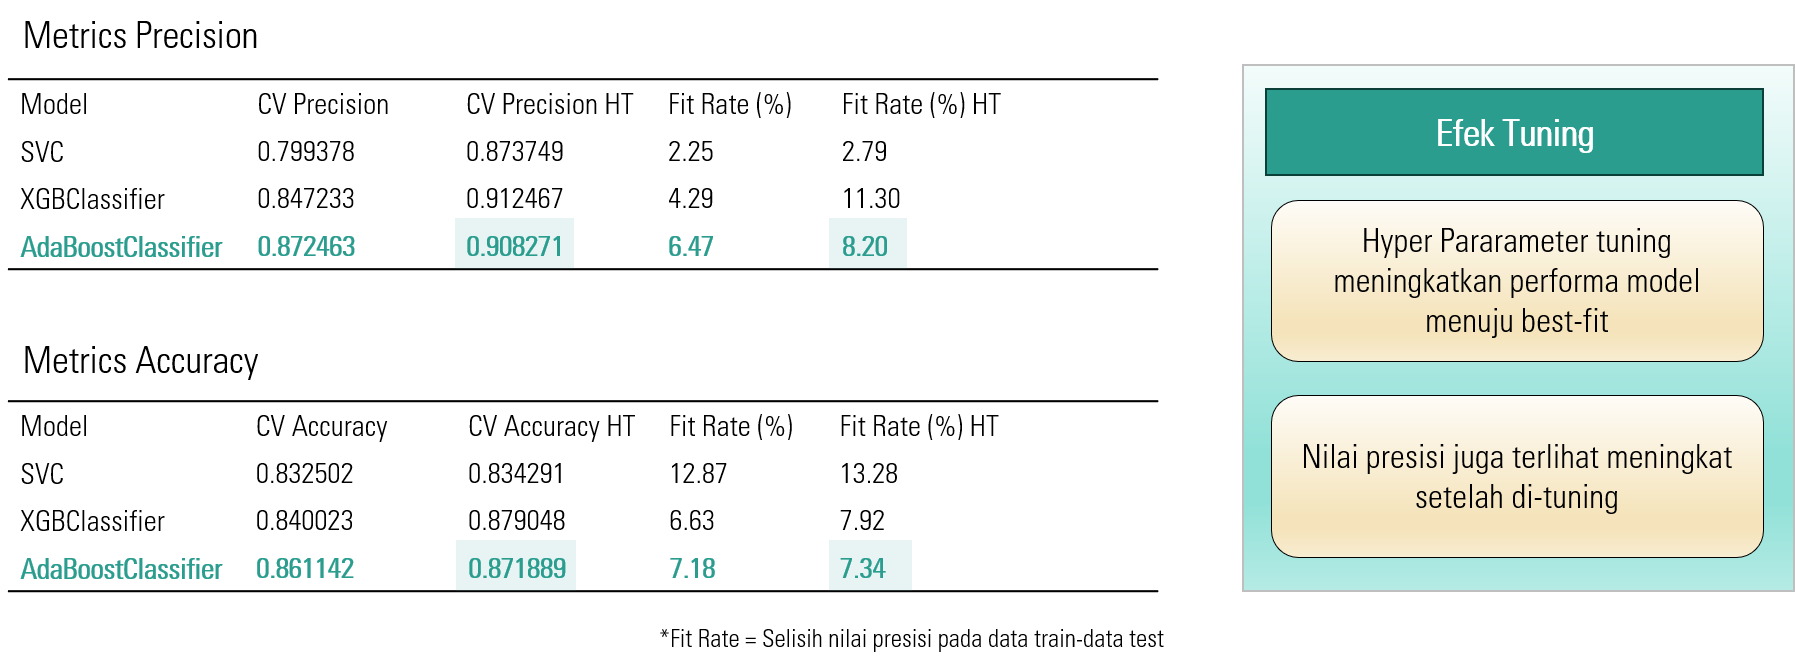 Metrics Precision
Model CV Precision CV Precision HT Fit Rate (%) Fit Rate (%) HT
SVC 0.799378 0.873749 2.25 2.79
XGBClassifier 0.847233 0.912467 4.29 11.30
AdaBoostClassifier 0.872463 0.908271 6.47 8.20
Metrics Accuracy
Model CV Accuracy CV Accuracy HT Fit Rate (%) Fit Rate (%) HT
SVC 0.832502 0.834291 12.87 13.28
XGBClassifier 0.840023 0.879048 6.63 7.92
AdaBoostClassifier 0.861142 0.871889 7.18 7.34
*Fit Rate = Selisih nilai presisi pada data train-data test
Efek Tuning
Hyper Pararameter tuning
meningkatkan performa model
menuju best-fit
Nilai presisi juga terlihat meningkat
setelah di-tuning